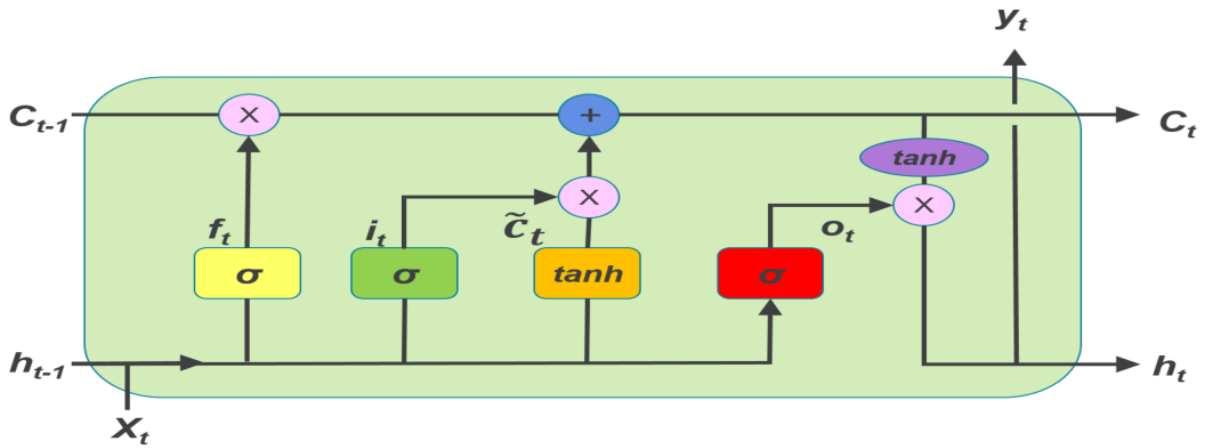 yₜ
Cₜ₋₁ × + Cₜ
tanh
× ×
fₜ iₜ c̃ₜ oₜ
σ σ tanh σ
hₜ₋₁ hₜ
Xₜ